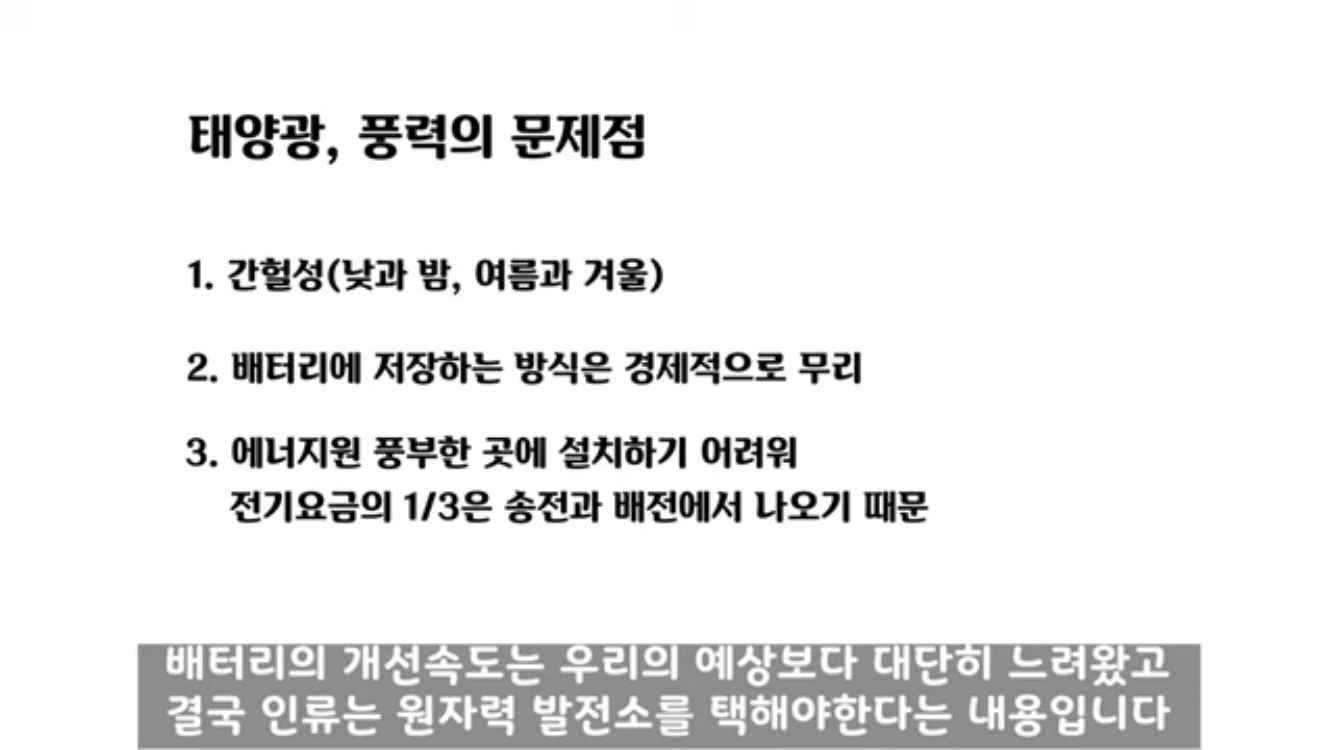 태양광, 풍력의 문제점
1. 간헐성(낮과 밤, 여름과 겨울)
2. 배터리에 저장하는 방식은 경제적으로 무리
3. 에너지원 풍부한 곳에 설치하기 어려워
전기요금의 1/3은 송전과 배전에서 나오기 때문
배터리의 개선속도는 우리의 예상보다 대단히 느려왔고
결국 인류는 원자력 발전소를 택해야한다는 내용입니다